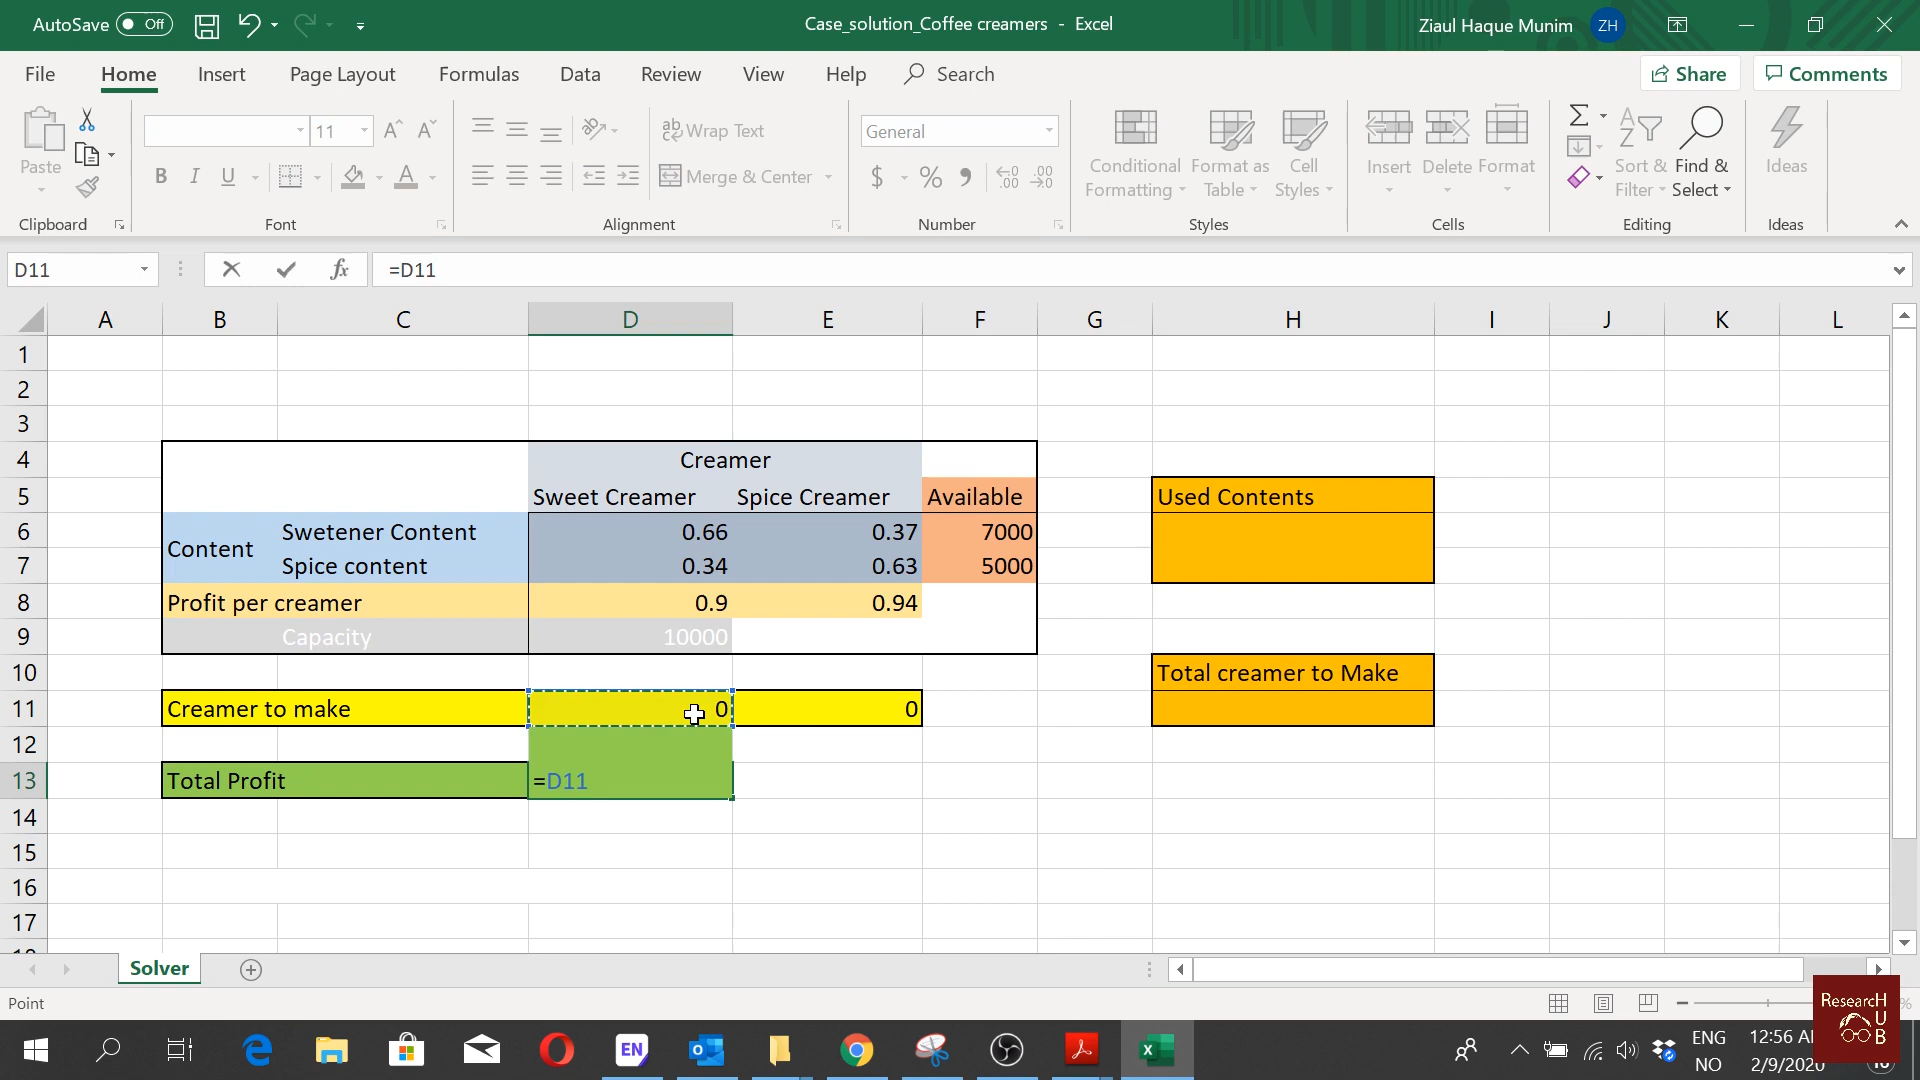 AutoSave Off
Case_solution_Coffee creamers - Excel
Ziaul Haque Munim ZH
File Home Insert Page Layout Formulas Data Review View Help Search Share Comments
Paste
Clipboard
11
B I U
Font
ab Wrap Text
Merge & Center
Alignment
General
$ % 9
Number
Conditional Formatting
Format as Table
Cell Styles
Styles
Insert Delete Format
Cells
Sort & Filter
Find & Select
Editing
Ideas
Ideas
D11 fx =D11
A B C D E F G H I J K L
1
2
3
4 Creamer
5 Sweet Creamer Spice Creamer Available Used Contents
6 Swetener Content 0.66 0.37 7000
Content
7 Spice content 0.34 0.63 5000
8 Profit per creamer 0.9 0.94
9 Capacity 10000
10 Total creamer to Make
11 Creamer to make 0 0
12
13 Total Profit =D11
14
15
16
17
Solver
Point
ResearcH
U
B
EN
ENG
NO
12:56
2/9/2020